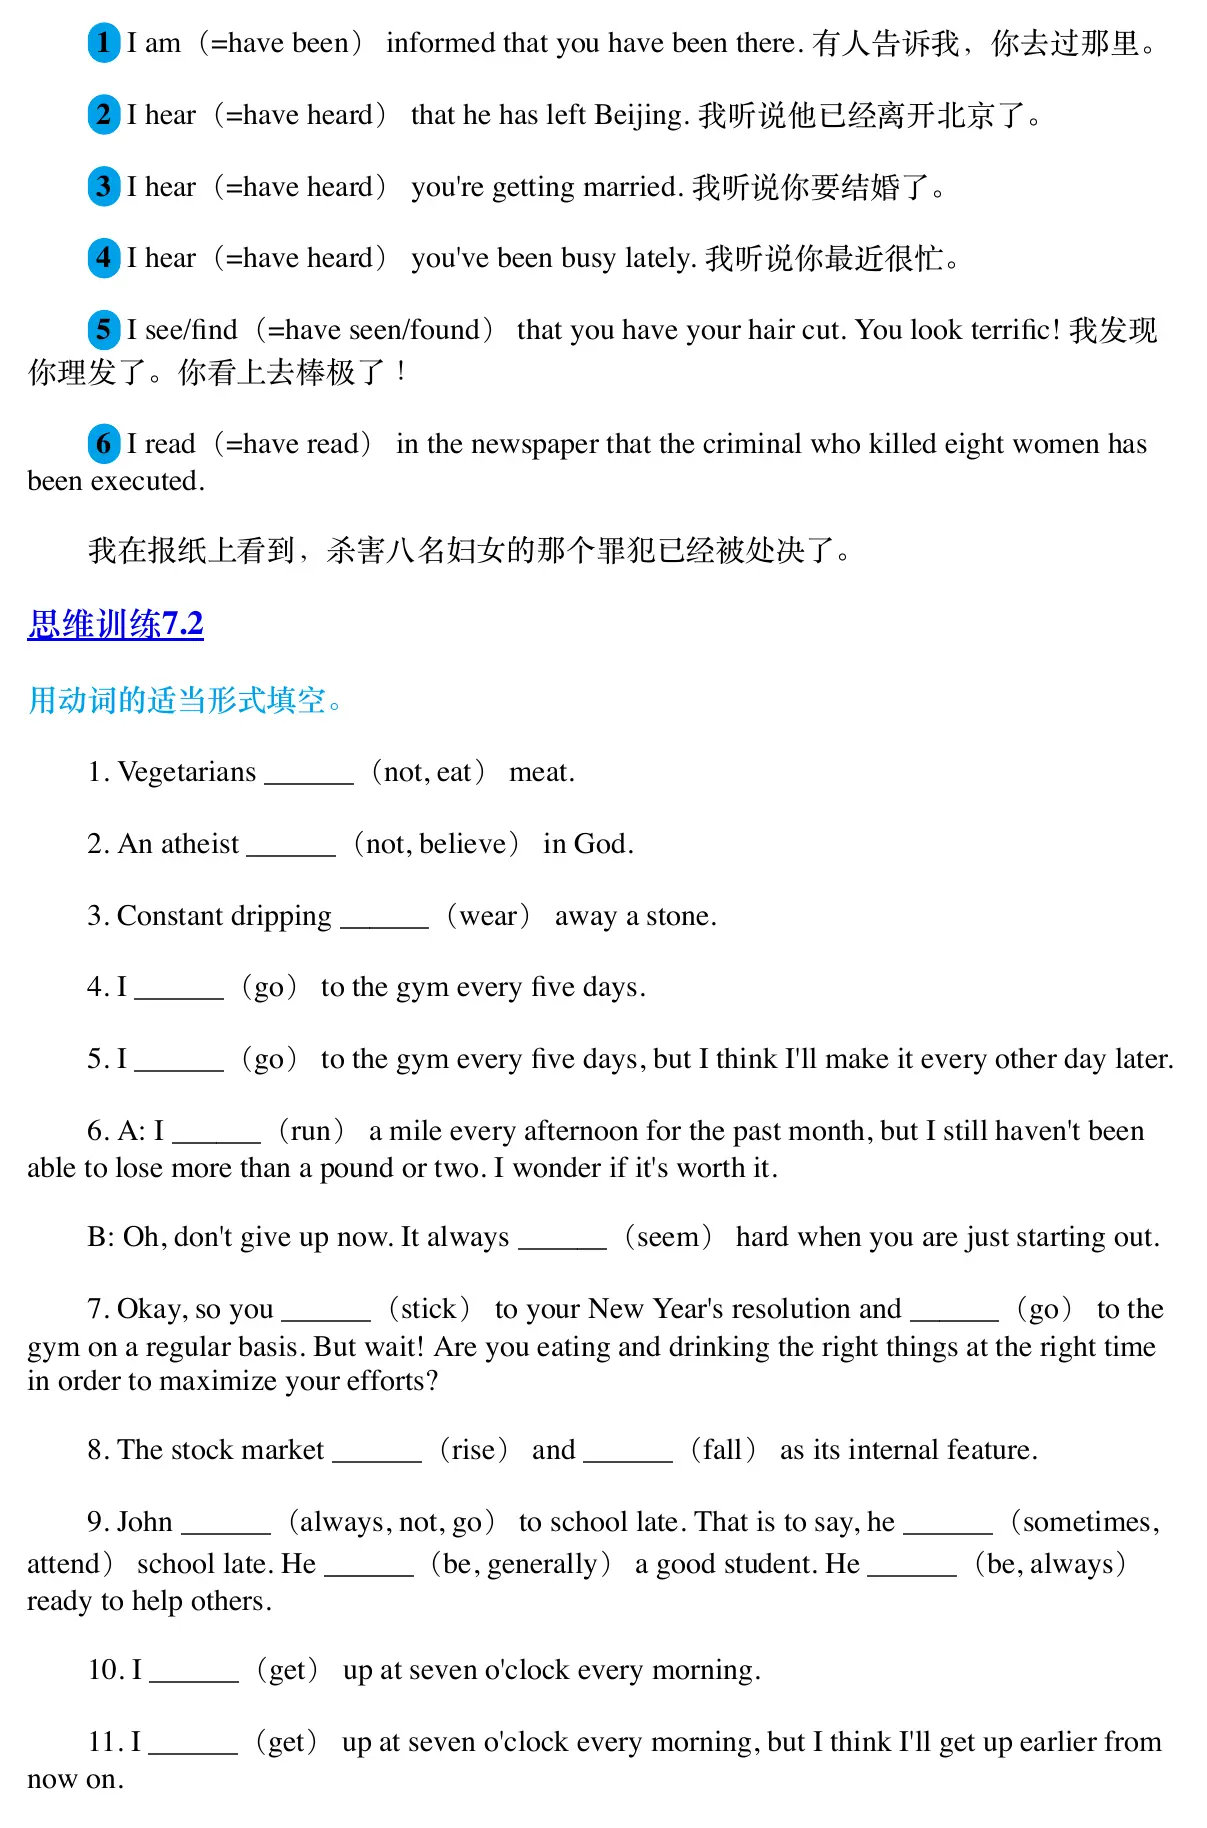 1 I am（=have been） informed that you have been there. 有人告诉我，你去过那里。
2 I hear（=have heard） that he has left Beijing. 我听说他已经离开北京了。
3 I hear（=have heard） you're getting married. 我听说你要结婚了。
4 I hear（=have heard） you've been busy lately. 我听说你最近很忙。
5 I see/find（=have seen/found） that you have your hair cut. You look terrific! 我发现
你理发了。你看上去棒极了！
6 I read（=have read） in the newspaper that the criminal who killed eight women has
been executed.
我在报纸上看到，杀害八名妇女的那个罪犯已经被处决了。
思维训练7.2
用动词的适当形式填空。
1. Vegetarians ______（not, eat） meat.
2. An atheist ______（not, believe） in God.
3. Constant dripping ______（wear） away a stone.
4. I ______（go） to the gym every five days.
5. I ______（go） to the gym every five days, but I think I'll make it every other day later.
6. A: I ______（run） a mile every afternoon for the past month, but I still haven't been
able to lose more than a pound or two. I wonder if it's worth it.
B: Oh, don't give up now. It always ______（seem） hard when you are just starting out.
7. Okay, so you ______（stick） to your New Year's resolution and ______（go） to the
gym on a regular basis. But wait! Are you eating and drinking the right things at the right time
in order to maximize your efforts?
8. The stock market ______（rise） and ______（fall） as its internal feature.
9. John ______（always, not, go） to school late. That is to say, he ______（sometimes,
attend） school late. He ______（be, generally） a good student. He ______（be, always）
ready to help others.
10. I ______（get） up at seven o'clock every morning.
11. I ______（get） up at seven o'clock every morning, but I think I'll get up earlier from
now on.